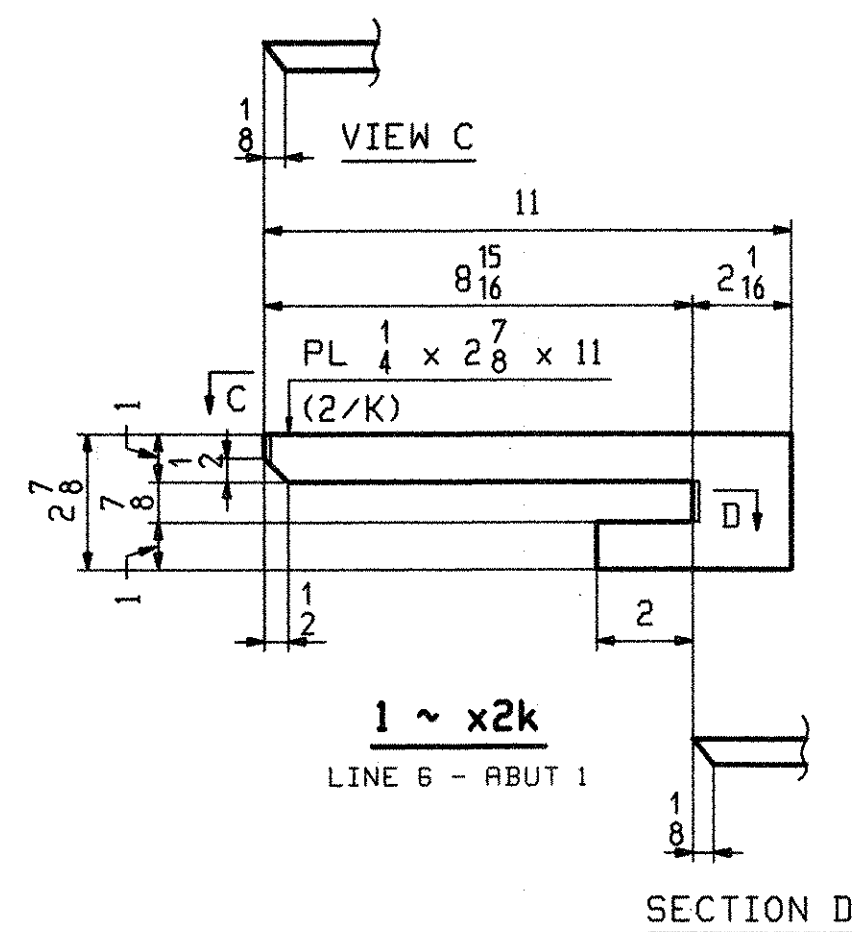 1/8
VIEW C
11
8 15/16
2 1/16
PL 1/4 x 2 7/8 x 11
(2/K)
C
1
1/2
2 7/8
7/8
1
D
1/2
2
1 ~ x2k
LINE 6 - ABUT 1
1/8
SECTION D